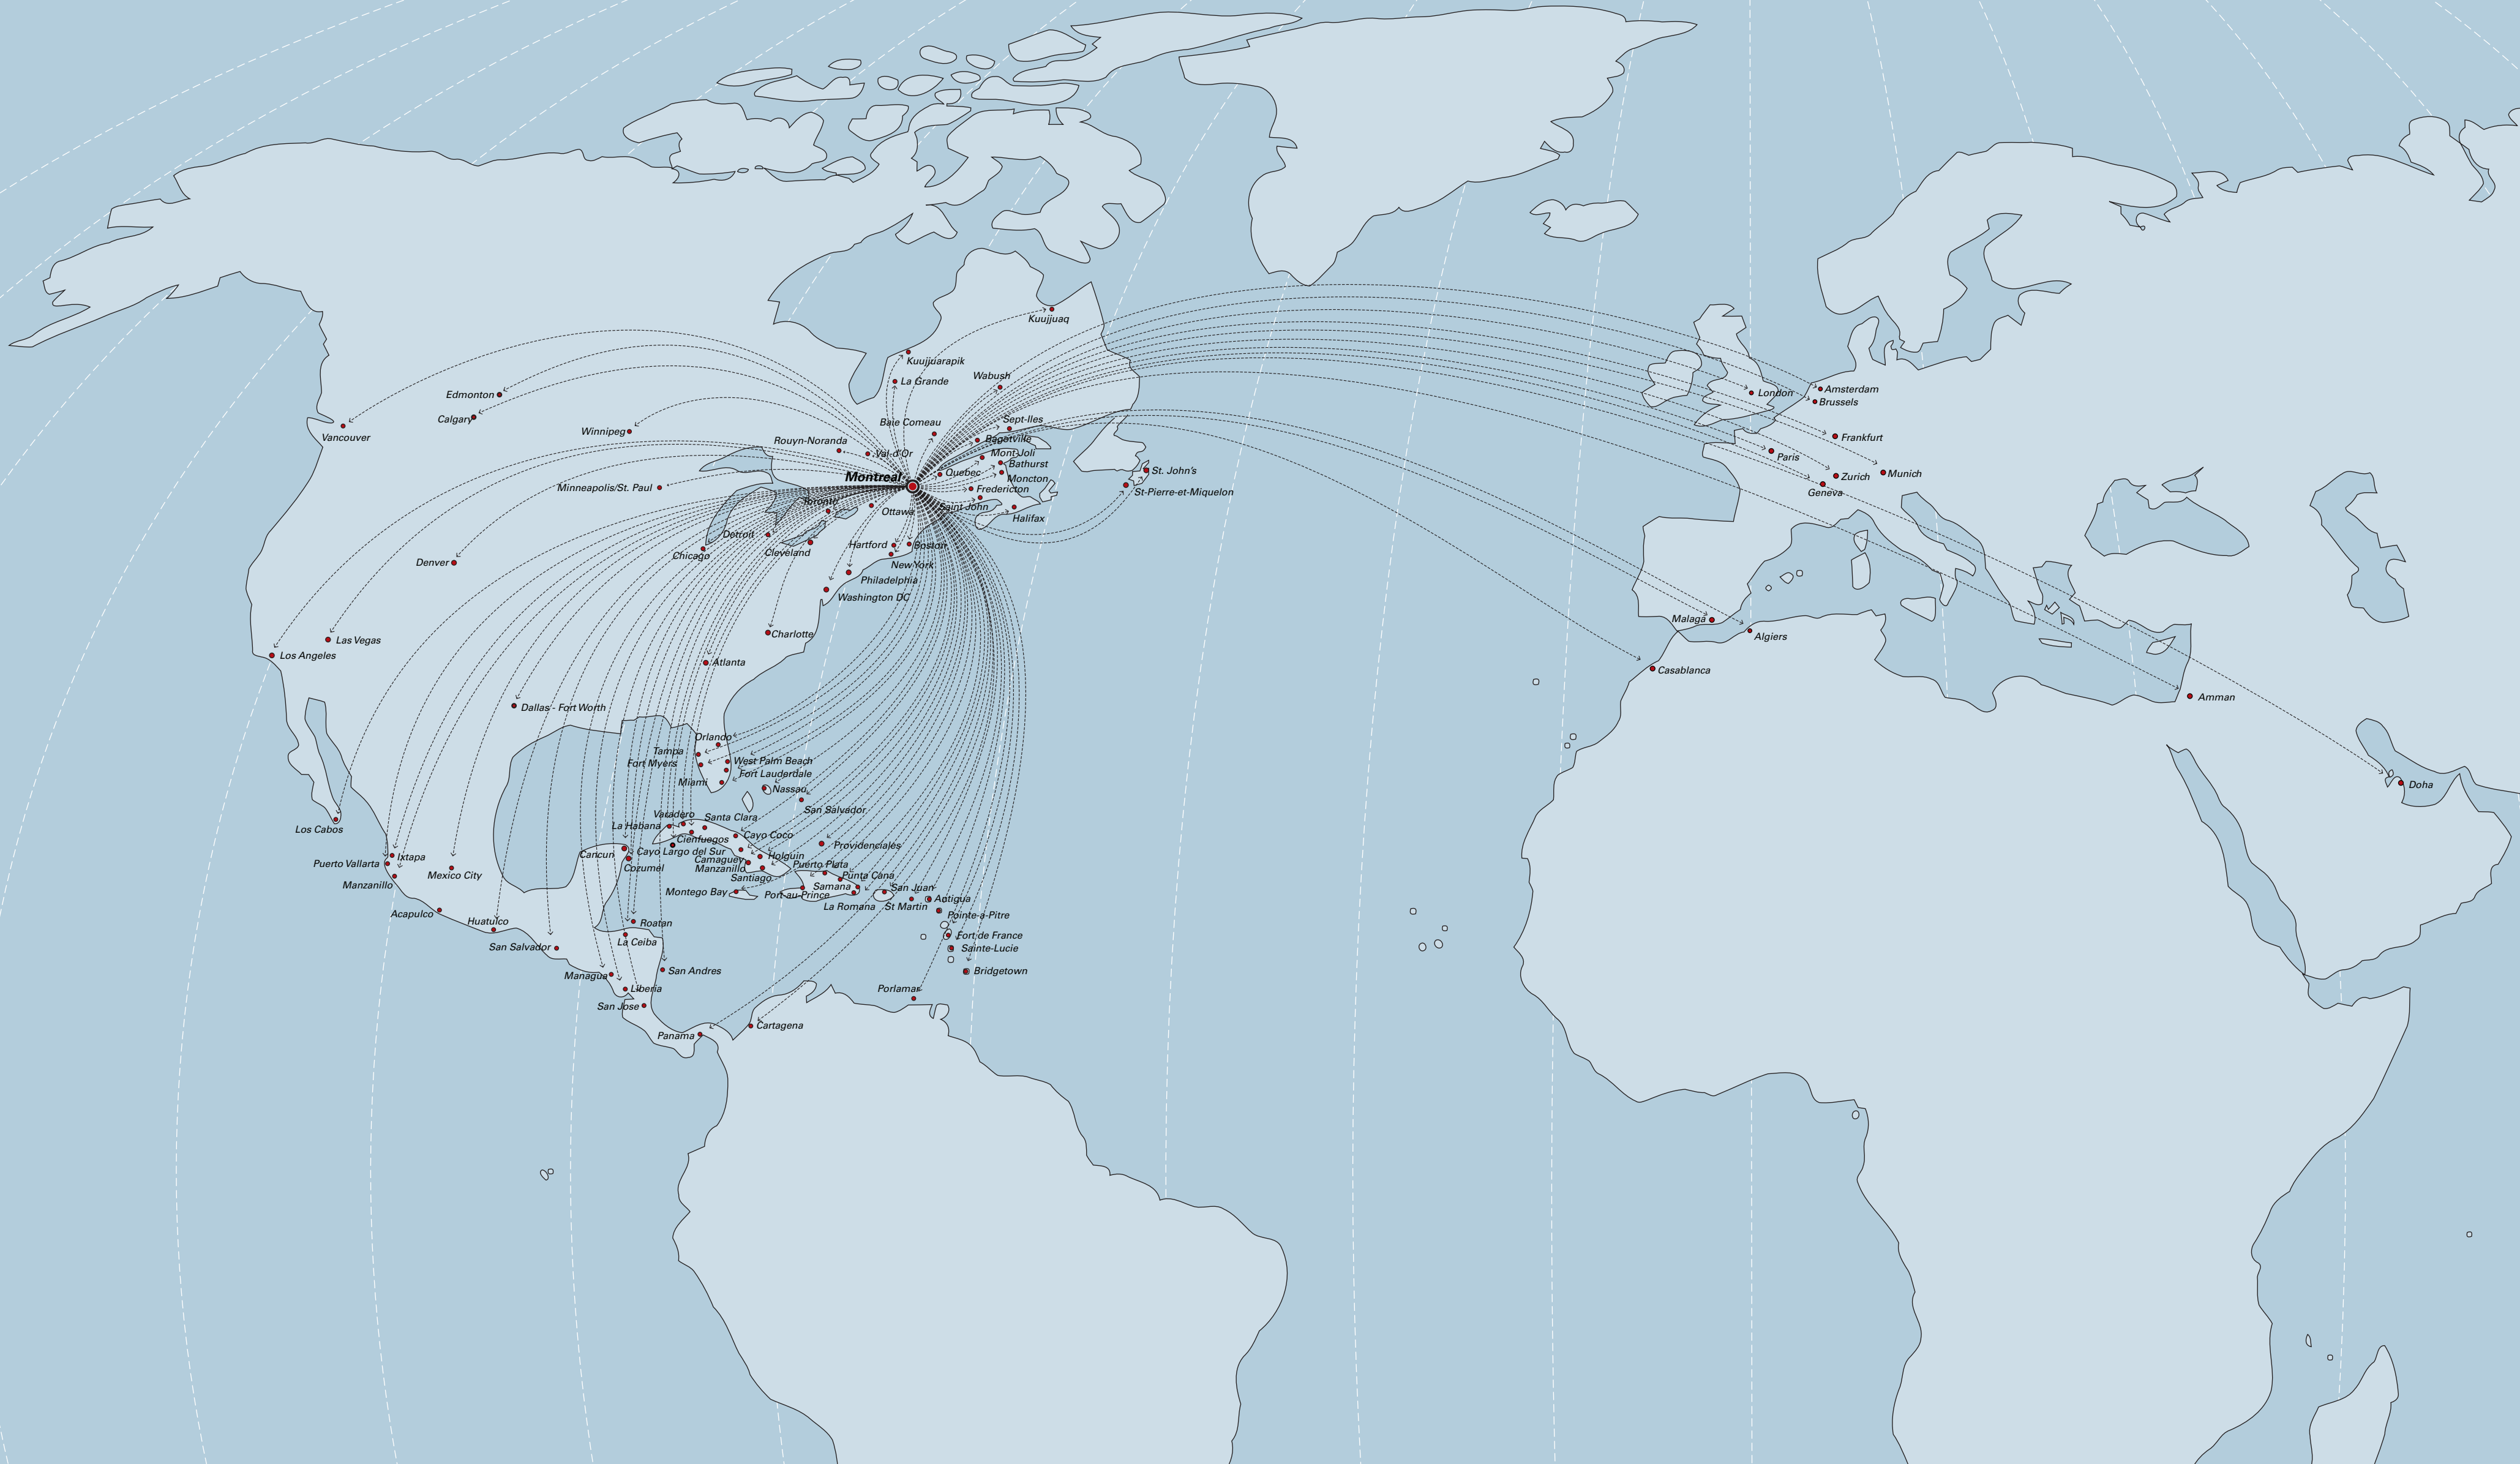 Kuujjuaq
Kuujjuarapik
La Grande
Wabush
Edmonton
Calgary
Vancouver
Winnipeg
Baie Comeau
Sept-Iles
Bagotville
Rouyn-Noranda
Val-d'Or
Mont-Joli
Bathurst
Quebec
Moncton
Montreal
Fredericton
Saint John
Halifax
St. John's
St-Pierre-et-Miquelon
Minneapolis/St. Paul
Toronto
Ottawa
Detroit
Cleveland
Chicago
Hartford
Boston
New York
Philadelphia
Washington DC
Denver
Charlotte
Atlanta
Las Vegas
Los Angeles
Dallas - Fort Worth
London
Amsterdam
Brussels
Frankfurt
Paris
Zurich
Munich
Geneva
Malaga
Algiers
Casablanca
Amman
Doha
Orlando
Tampa
Fort Myers
West Palm Beach
Fort Lauderdale
Miami
Nassau
San Salvador
Varadero
Santa Clara
La Habana
Cienfuegos
Cayo Coco
Los Cabos
Cancun
Cayo Largo del Sur
Cozumel
Camaguey
Holguin
Manzanillo
Santiago
Providenciales
Puerto Plata
Punta Cana
Samana
San Juan
Montego Bay
Port-au-Prince
La Romana
St Martin
Antigua
Pointe-a-Pitre
Fort de France
Sainte-Lucie
Bridgetown
Porlamar
Ixtapa
Puerto Vallarta
Manzanillo
Mexico City
Acapulco
Huatulco
San Salvador
Roatan
La Ceiba
Managua
San Andres
Liberia
San Jose
Panama
Cartagena